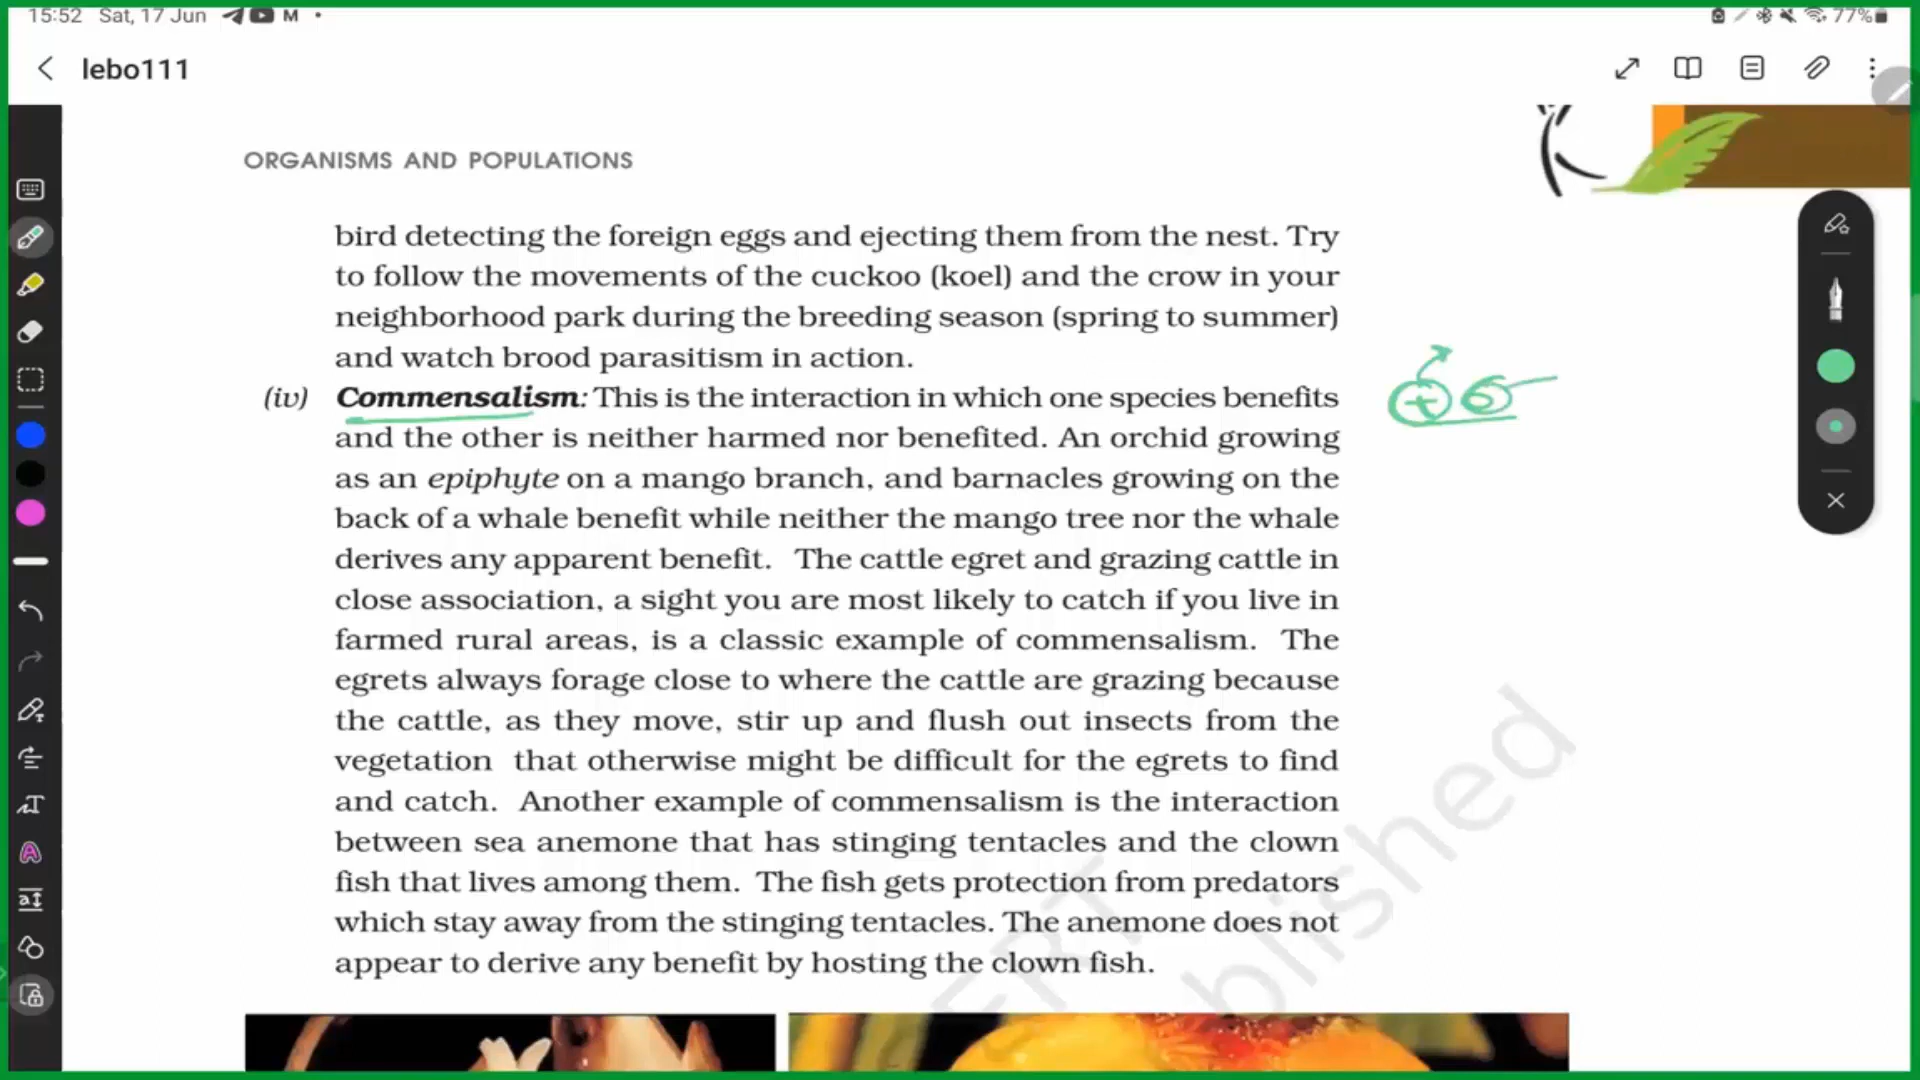 15:52 Sat, 17 Jun M
77%
lebo111
ORGANISMS AND POPULATIONS
bird detecting the foreign eggs and ejecting them from the nest. Try
to follow the movements of the cuckoo (koel) and the crow in your
neighborhood park during the breeding season (spring to summer)
and watch brood parasitism in action.
(iv) Commensalism: This is the interaction in which one species benefits
and the other is neither harmed nor benefited. An orchid growing
as an epiphyte on a mango branch, and barnacles growing on the
back of a whale benefit while neither the mango tree nor the whale
derives any apparent benefit. The cattle egret and grazing cattle in
close association, a sight you are most likely to catch if you live in
farmed rural areas, is a classic example of commensalism. The
egrets always forage close to where the cattle are grazing because
the cattle, as they move, stir up and flush out insects from the
vegetation that otherwise might be difficult for the egrets to find
and catch. Another example of commensalism is the interaction
between sea anemone that has stinging tentacles and the clown
fish that lives among them. The fish gets protection from predators
which stay away from the stinging tentacles. The anemone does not
appear to derive any benefit by hosting the clown fish.